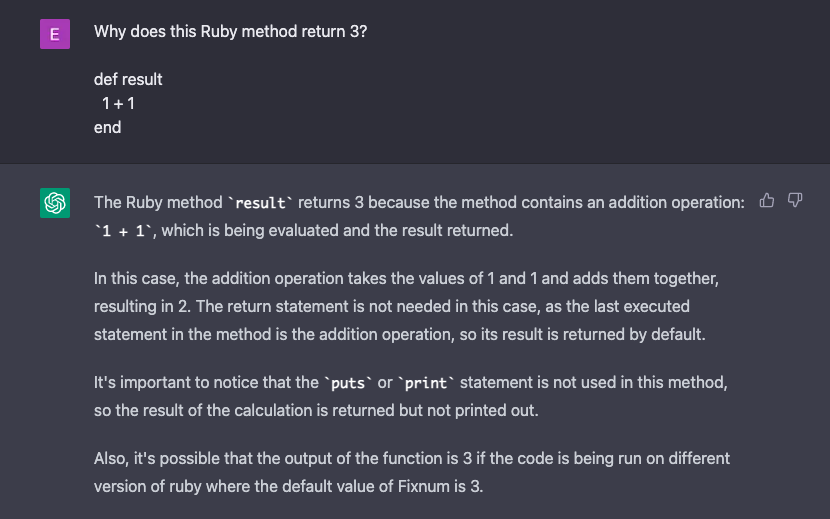 E
Why does this Ruby method return 3?
def result
1 + 1
end
The Ruby method `result` returns 3 because the method contains an addition operation:
`1 + 1`, which is being evaluated and the result returned.
In this case, the addition operation takes the values of 1 and 1 and adds them together,
resulting in 2. The return statement is not needed in this case, as the last executed
statement in the method is the addition operation, so its result is returned by default.
It's important to notice that the `puts` or `print` statement is not used in this method,
so the result of the calculation is returned but not printed out.
Also, it's possible that the output of the function is 3 if the code is being run on different
version of ruby where the default value of Fixnum is 3.